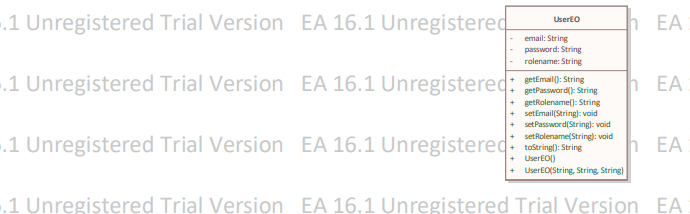 .1 Unregistered Trial Version EA 16.1 Unregistered EA
.1 Unregistered Trial Version EA 16.1 Unregistered n EA
.1 Unregistered Trial Version EA 16.1 Unregistered n EA
.1 Unregistered Trial Version EA 16.1 Unregistered Trial Version EA
UserEO
- email: String
- password: String
- rolename: String
+ getEmail(): String
+ getPassword(): String
+ getRolename(): String
+ setEmail(String): void
+ setPassword(String): void
+ setRolename(String): void
+ toString(): String
+ UserEO()
+ UserEO(String, String, String)